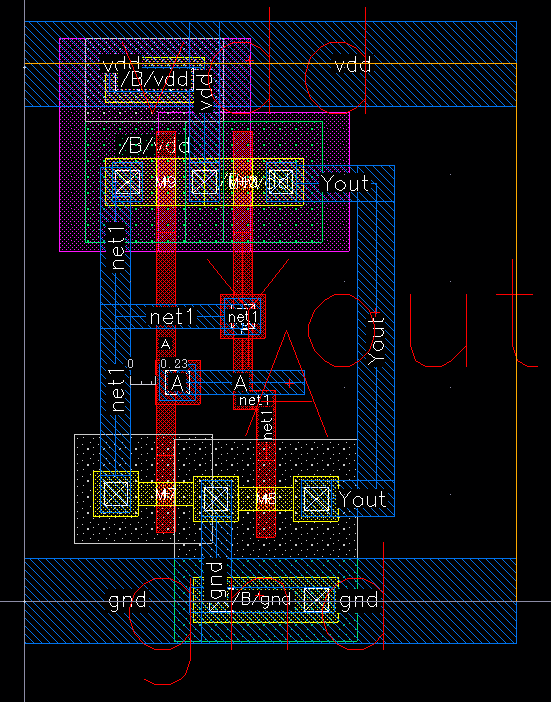 vdd
/B/vdd
vdd
vdd
/B/vdd
M9
Yout
net1
net1
net1
Yout
out
A
0 0.23
A
A
A
net1
net1
net1
M7
M8
Yout
gnd
gnd
/B/gnd
gnd